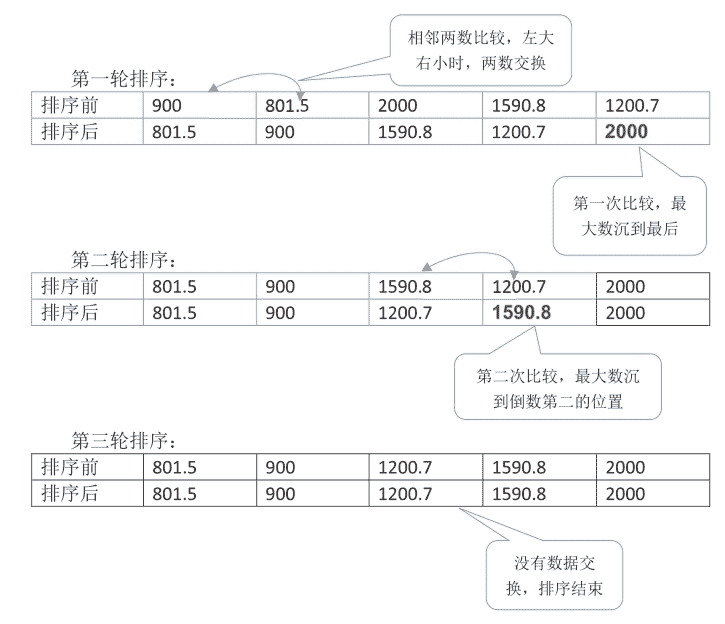 相邻两数比较，左大
右小时，两数交换
第一轮排序：
排序前 900 801.5 2000 1590.8 1200.7
排序后 801.5 900 1590.8 1200.7 2000
第一次比较，最
大数沉到最后
第二轮排序：
排序前 801.5 900 1590.8 1200.7 2000
排序后 801.5 900 1200.7 1590.8 2000
第二次比较，最大数沉
到倒数第二的位置
第三轮排序：
排序前 801.5 900 1200.7 1590.8 2000
排序后 801.5 900 1200.7 1590.8 2000
没有数据交
换，排序结束